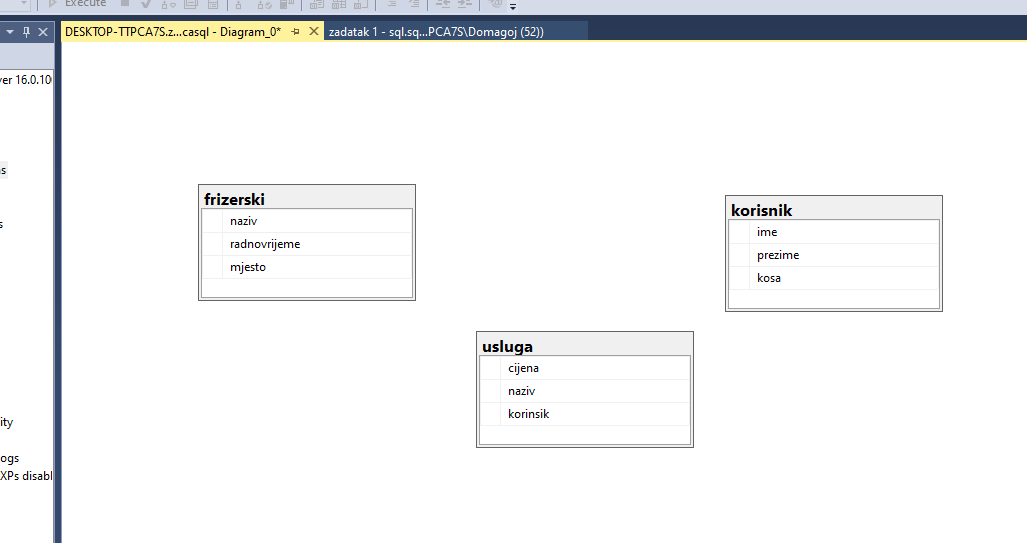 Execute
DESKTOP-TTPCA7S.z...casql - Diagram_0*
zadatak 1 - sql.sq...PCA7S\Domagoj (52))
ver 16.0.10
s
s
ity
ogs
XPs disabl
frizerski
naziv
radnovrijeme
mjesto
korisnik
ime
prezime
kosa
usluga
cijena
naziv
korinsik